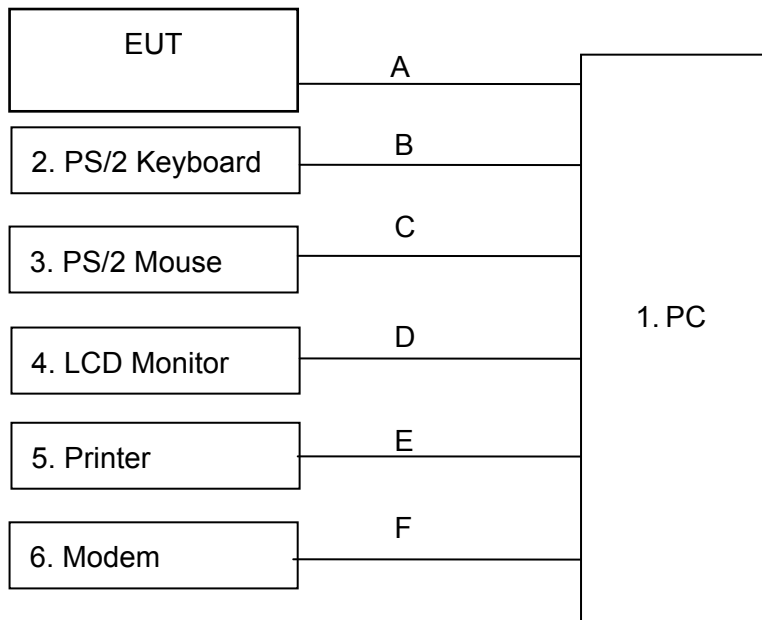 EUT
A
2. PS/2 Keyboard
B
3. PS/2 Mouse
C
1. PC
4. LCD Monitor
D
5. Printer
E
6. Modem
F